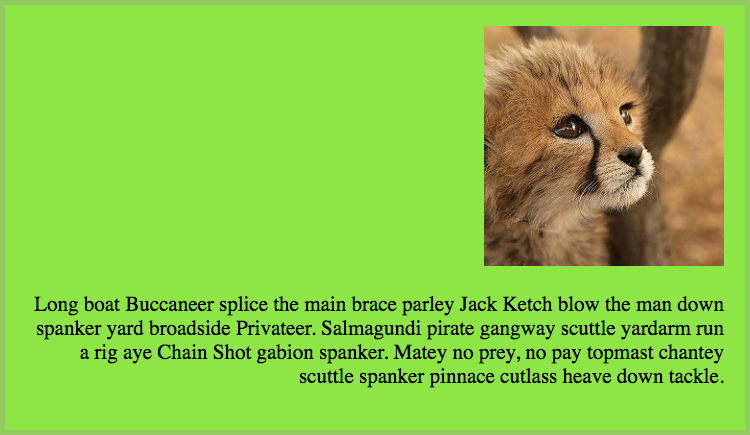 Long boat Buccaneer splice the main brace parley Jack Ketch blow the man down
spanker yard broadside Privateer. Salmagundi pirate gangway scuttle yardarm run
a rig aye Chain Shot gabion spanker. Matey no prey, no pay topmast chantey
scuttle spanker pinnace cutlass heave down tackle.